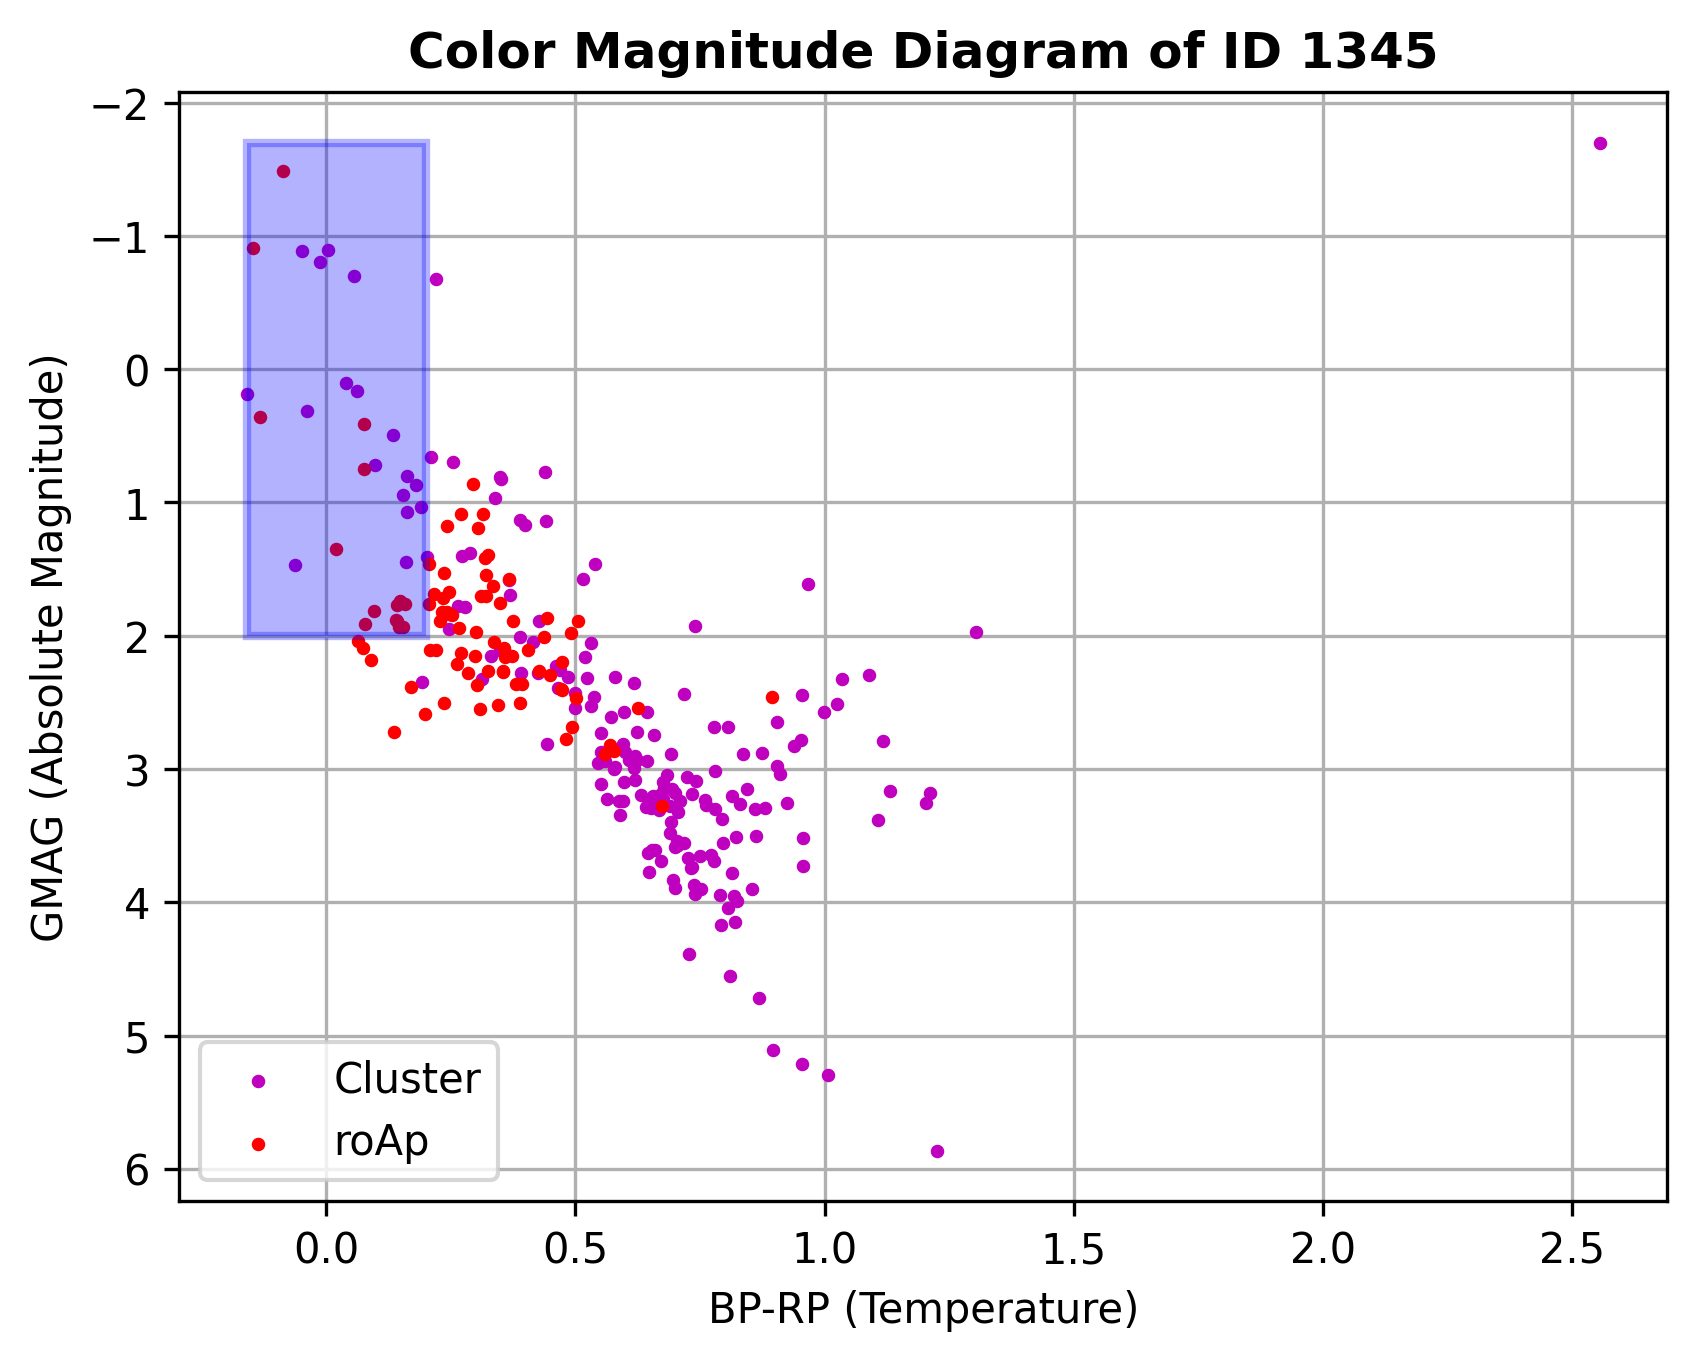 Color Magnitude Diagram of ID 1345
−2
−1
0
1
2
3
4
5
6
GMAG (Absolute Magnitude)
Cluster
roAp
0.0 0.5 1.0 1.5 2.0 2.5
BP-RP (Temperature)